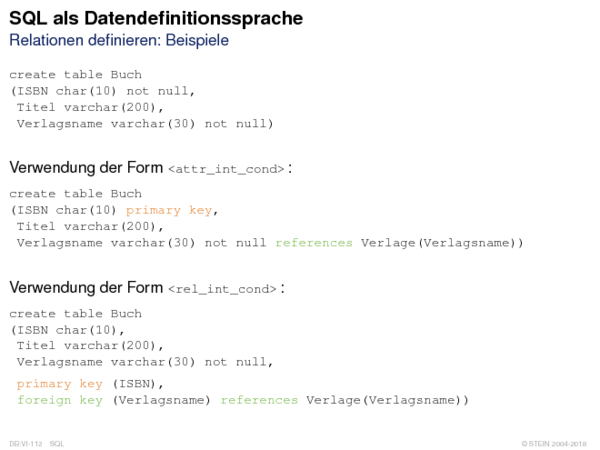 SQL als Datendefinitionssprache
Relationen definieren: Beispiele
create table Buch
(ISBN char(10) not null,
Titel varchar(200),
Verlagsname varchar(30) not null)
Verwendung der Form <attr_int_cond> :
create table Buch
(ISBN char(10) primary key,
Titel varchar(200),
Verlagsname varchar(30) not null references Verlage(Verlagsname))
Verwendung der Form <rel_int_cond> :
create table Buch
(ISBN char(10),
Titel varchar(200),
Verlagsname varchar(30) not null,
primary key (ISBN),
foreign key (Verlagsname) references Verlage(Verlagsname))
DB:VI-112 SQL © STEIN 2004-2018